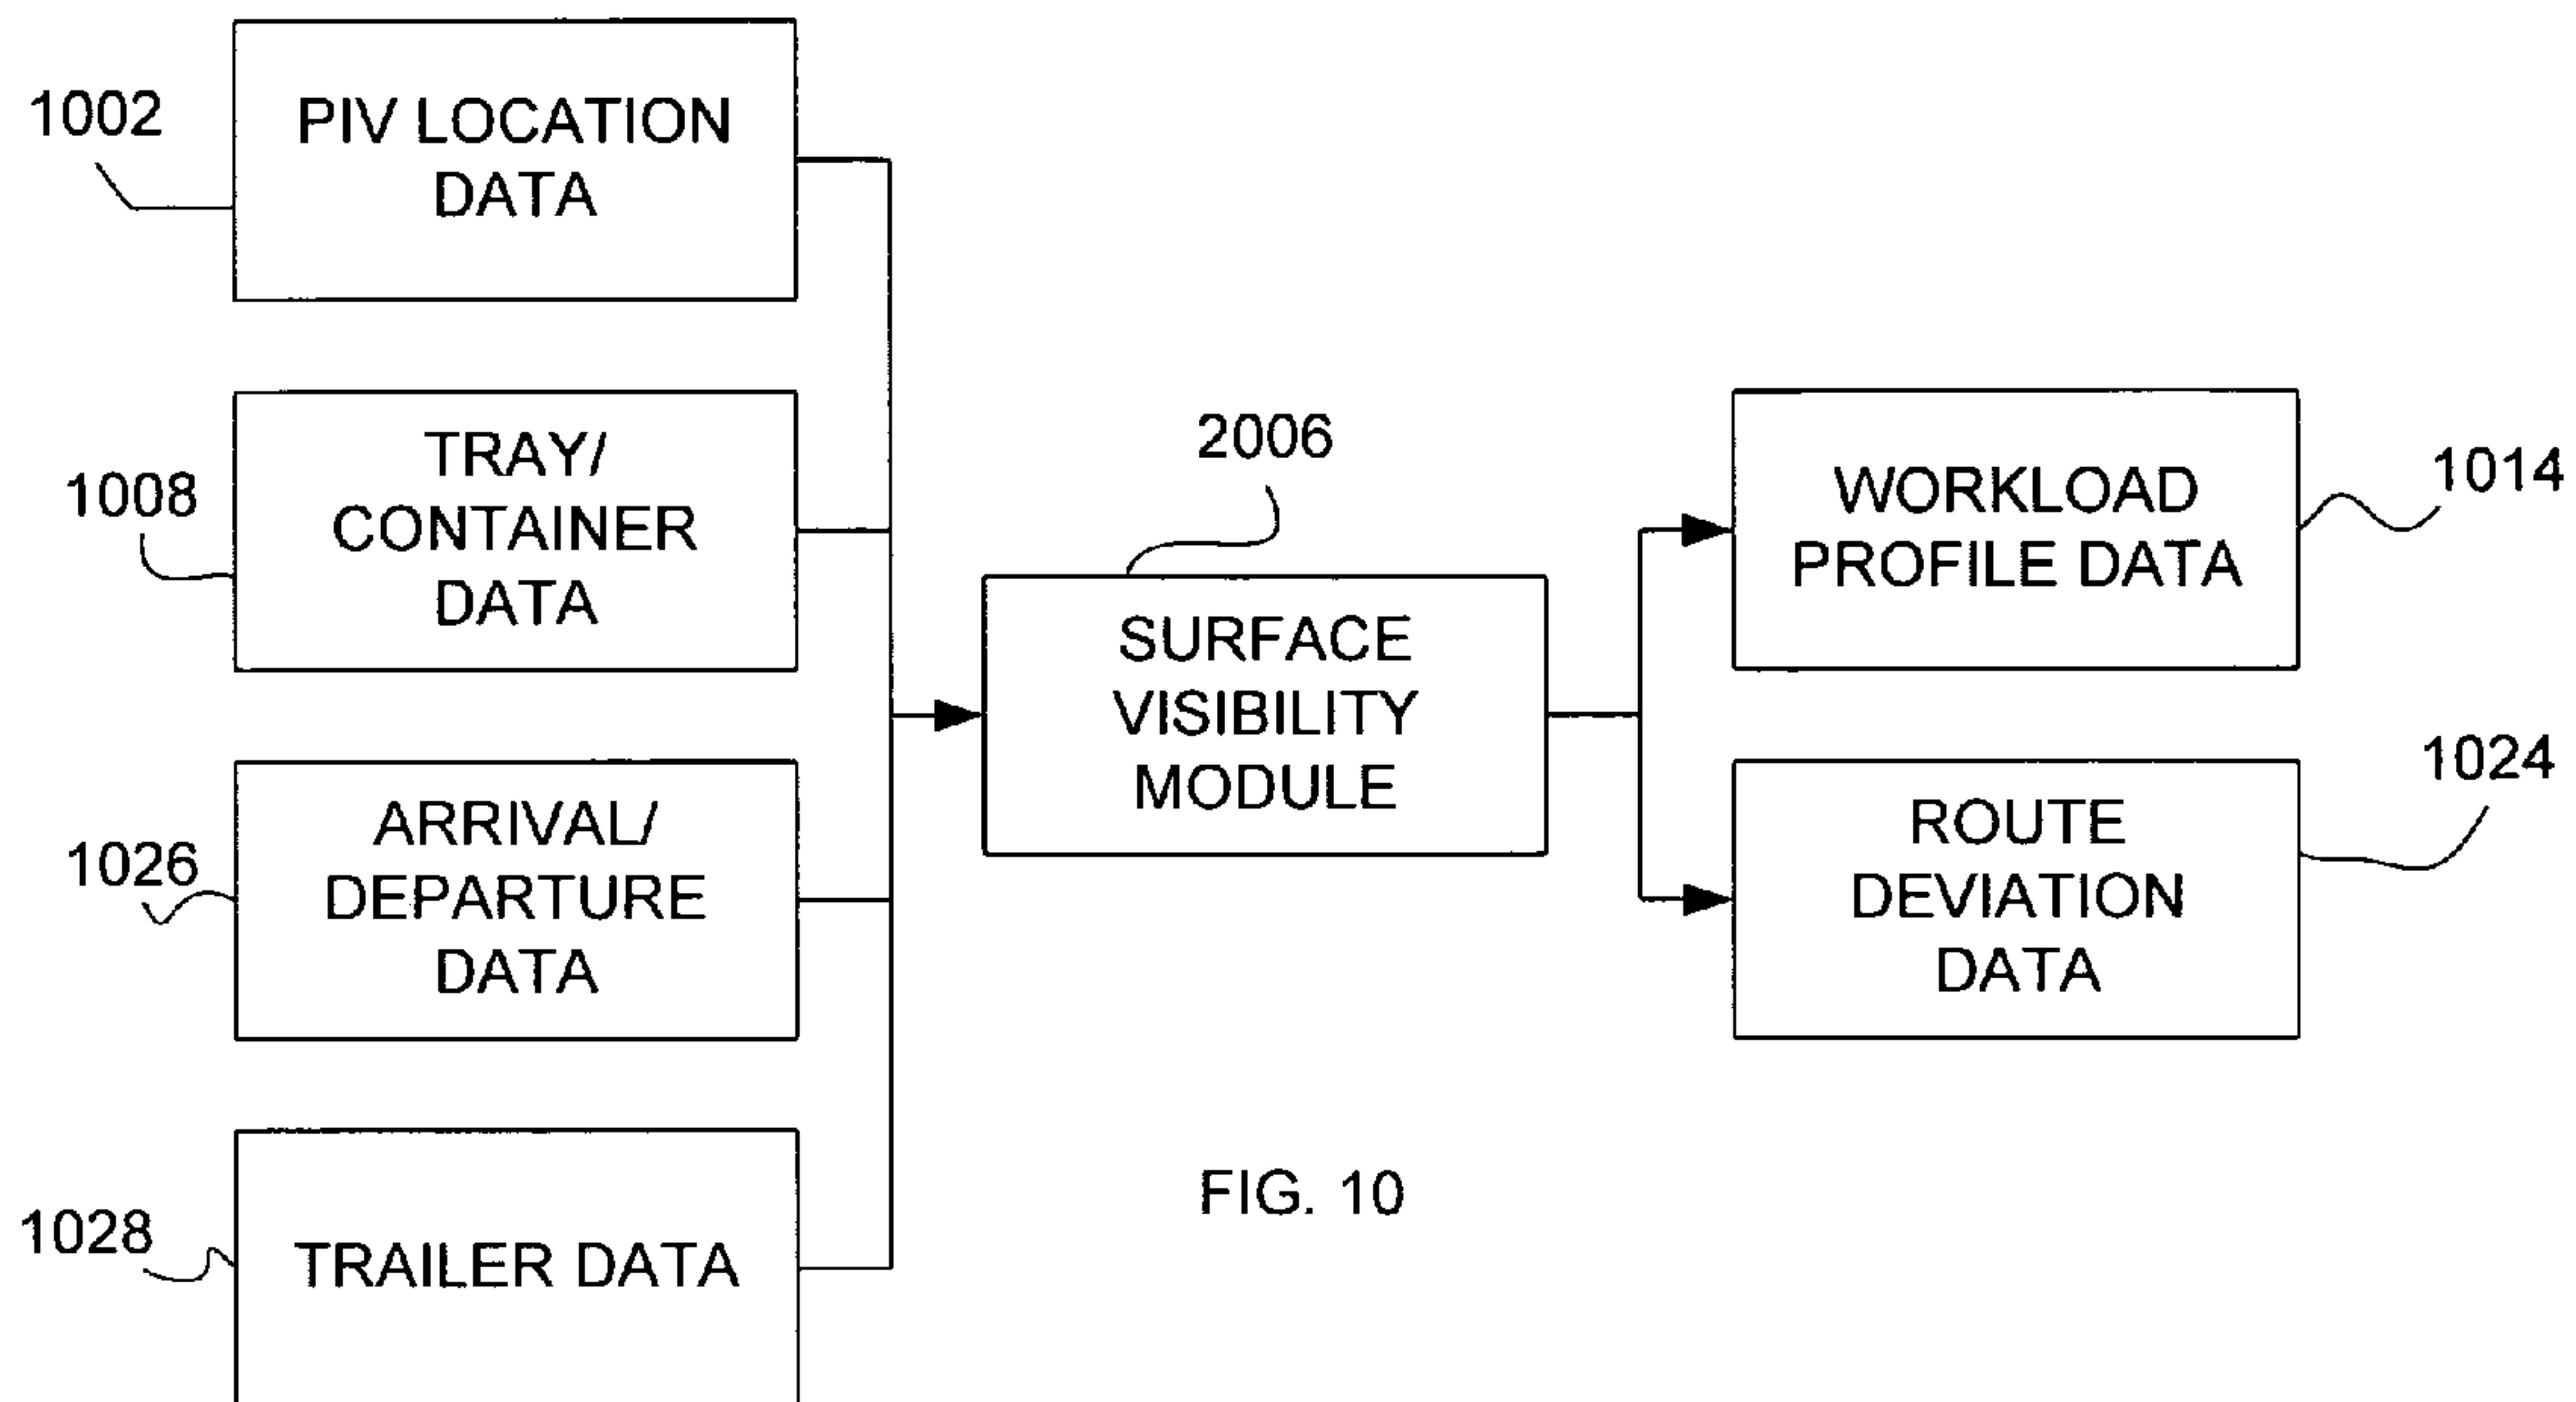 1002
PIV LOCATION
DATA
1008
TRAY/
CONTAINER
DATA
1026
ARRIVAL/
DEPARTURE
DATA
1028
TRAILER DATA
2006
SURFACE
VISIBILITY
MODULE
1014
WORKLOAD
PROFILE DATA
1024
ROUTE
DEVIATION
DATA
FIG. 10